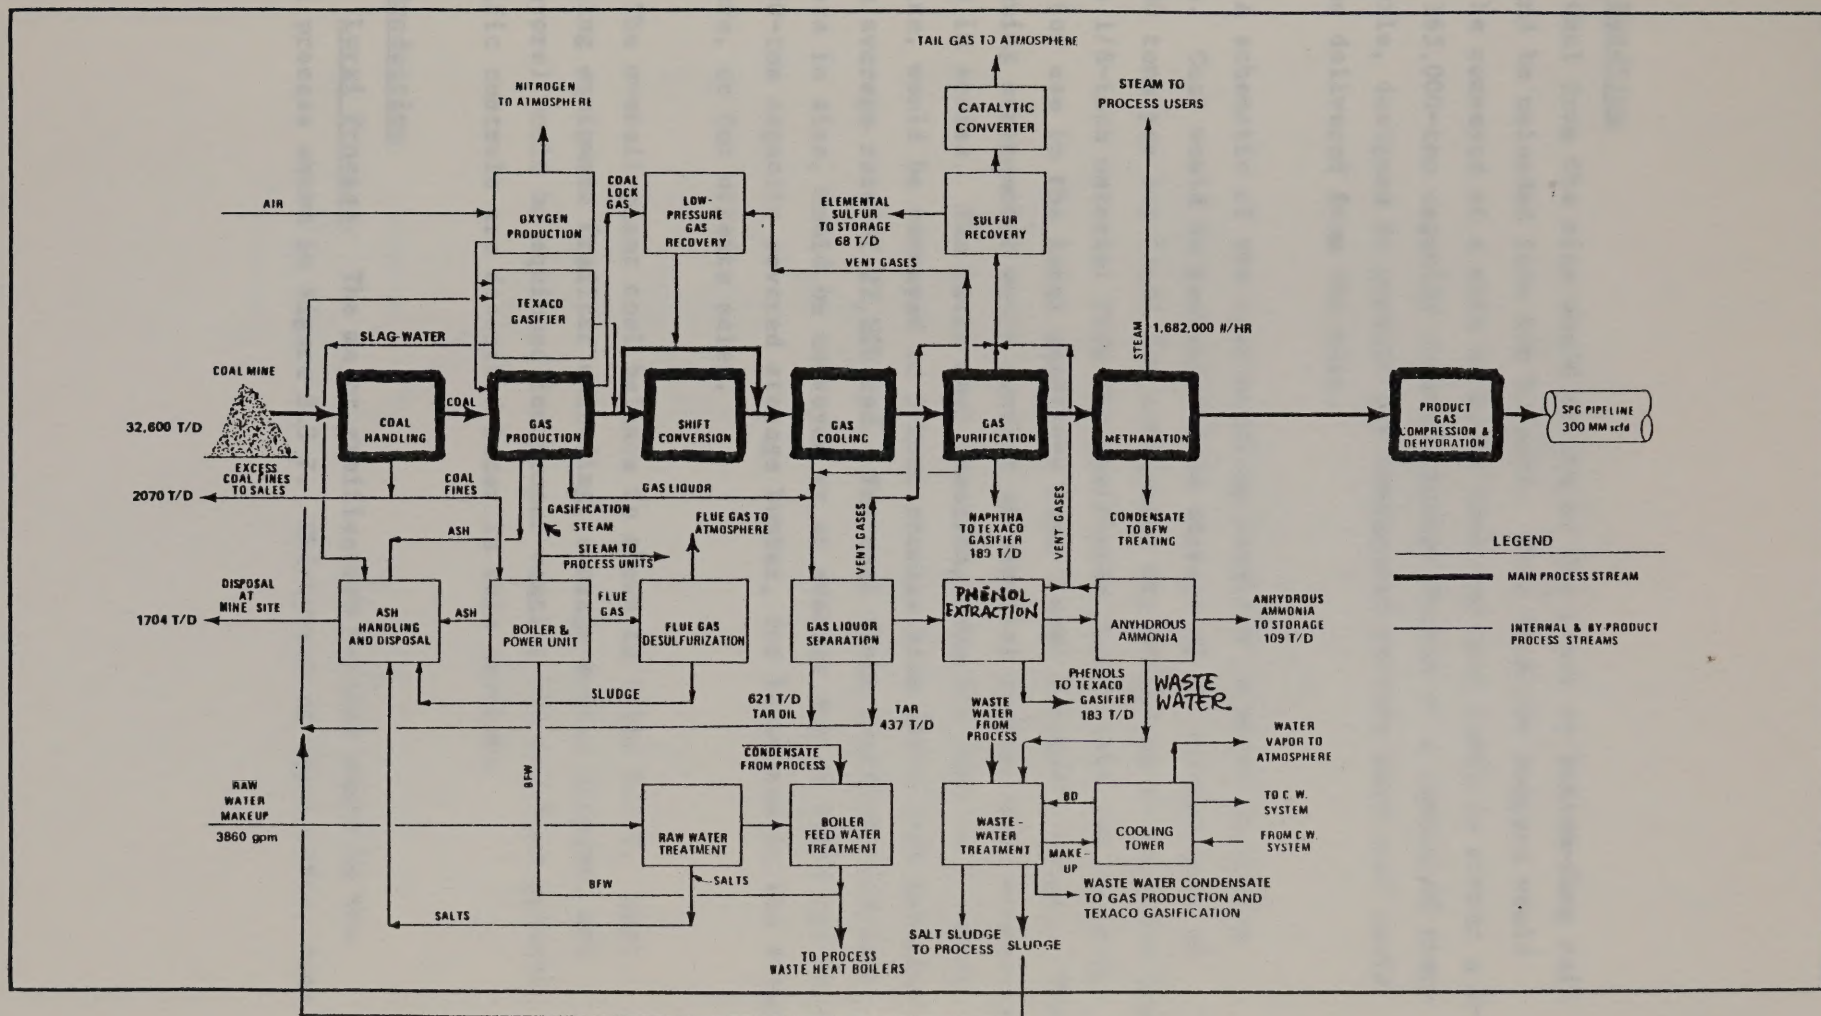 TAIL GAS TO ATMOSPHERE
NITROGEN
TO ATMOSPHERE
CATALYTIC
CONVERTER
STEAM TO
PROCESS USERS
AIR
OXYGEN
PRODUCTION
COAL
LOCK
GAS
LOW-
PRESSURE
GAS
RECOVERY
ELEMENTAL
SULFUR
TO STORAGE
68 T/D
SULFUR
RECOVERY
VENT GASES
TEXACO
GASIFIER
SLAG-WATER
STEAM
1,682,000 #/HR
COAL MINE
32,600 T/D
COAL
HANDLING
COAL
GAS
PRODUCTION
SHIFT
CONVERSION
GAS
COOLING
GAS
PURIFICATION
METHANATION
PRODUCT
GAS
COMPRESSION &
DEHYDRATION
SPG PIPELINE
300 MM scfd
EXCESS
COAL FINES
TO SALES
2070 T/D
COAL
FINES
GAS LIQUOR
GASIFICATION
STEAM
FLUE GAS TO
ATMOSPHERE
VENT GASES
NAPHTHA
TO TEXACO
GASIFIER
189 T/D
VENT GASES
CONDENSATE
TO BFW
TREATING
LEGEND
MAIN PROCESS STREAM
INTERNAL & BY-PRODUCT
PROCESS STREAMS
ASH
STEAM TO
PROCESS UNITS
DISPOSAL
AT
MINE SITE
1704 T/D
ASH
HANDLING
AND DISPOSAL
ASH
BOILER &
POWER UNIT
FLUE
GAS
FLUE GAS
DESULFURIZATION
GAS LIQUOR
SEPARATION
PHENOL
EXTRACTION
ANYHDROUS
AMMONIA
ANHYDROUS
AMMONIA
TO STORAGE
109 T/D
SLUDGE
621 T/D
TAR OIL
TAR
437 T/D
PHENOLS
TO TEXACO
GASIFIER
183 T/D
WASTE
WATER
WASTE
WATER
FROM
PROCESS
WATER
VAPOR TO
ATMOSPHERE
CONDENSATE
FROM PROCESS
BFW
RAW
WATER
MAKEUP
3860 gpm
RAW WATER
TREATMENT
BOILER
FEED WATER
TREATMENT
WASTE-
WATER
TREATMENT
BD
MAKE-
UP
COOLING
TOWER
TO C.W.
SYSTEM
FROM C.W.
SYSTEM
SALTS
BFW
SALTS
WASTE WATER CONDENSATE
TO GAS PRODUCTION AND
TEXACO GASIFICATION
SALT SLUDGE
TO PROCESS
SLUDGE
TO PROCESS
WASTE HEAT BOILERS